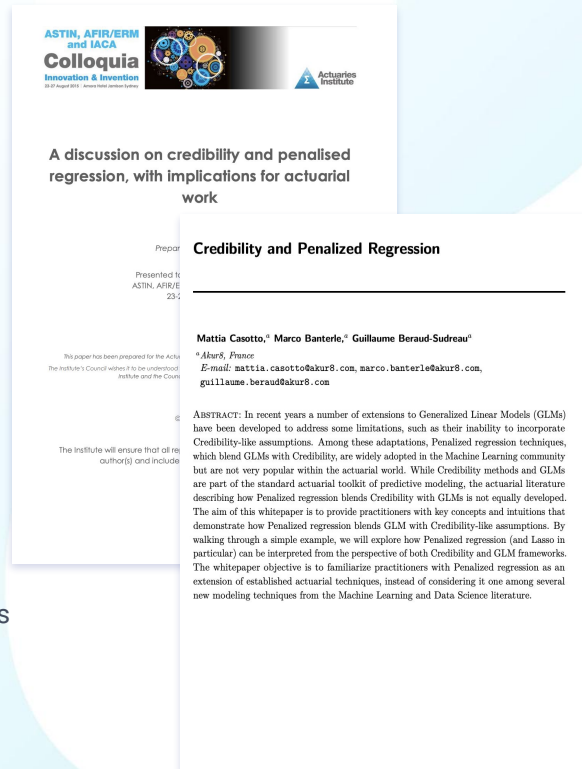 ASTIN, AFIR/ERM
and IACA
Colloquia
Innovation & Invention
23-27 August 2015 | Amora Hotel Jamison Sydney
Actuaries
Institute
A discussion on credibility and penalised
regression, with implications for actuarial
work
Prepar
Presented to
ASTIN, AFIR/E
23-2
This paper has been prepared for the Actu
The Institute's Council wishes it to be understood
Institute and the Counc
©
The Institute will ensure that all rep
author(s) and include
s
Credibility and Penalized Regression
Mattia Casotto,ᵃ Marco Banterle,ᵃ Guillaume Beraud-Sudreauᵃ
ᵃAkur8, France
E-mail: mattia.casotto@akur8.com, marco.banterle@akur8.com,
guillaume.beraud@akur8.com
ABSTRACT: In recent years a number of extensions to Generalized Linear Models (GLMs)
have been developed to address some limitations, such as their inability to incorporate
Credibility-like assumptions. Among these adaptations, Penalized regression techniques,
which blend GLMs with Credibility, are widely adopted in the Machine Learning community
but are not very popular within the actuarial world. While Credibility methods and GLMs
are part of the standard actuarial toolkit of predictive modeling, the actuarial literature
describing how Penalized regression blends Credibility with GLMs is not equally developed.
The aim of this whitepaper is to provide practitioners with key concepts and intuitions that
demonstrate how Penalized regression blends GLM with Credibility-like assumptions. By
walking through a simple example, we will explore how Penalized regression (and Lasso in
particular) can be interpreted from the perspective of both Credibility and GLM frameworks.
The whitepaper objective is to familiarize practitioners with Penalized regression as an
extension of established actuarial techniques, instead of considering it one among several
new modeling techniques from the Machine Learning and Data Science literature.